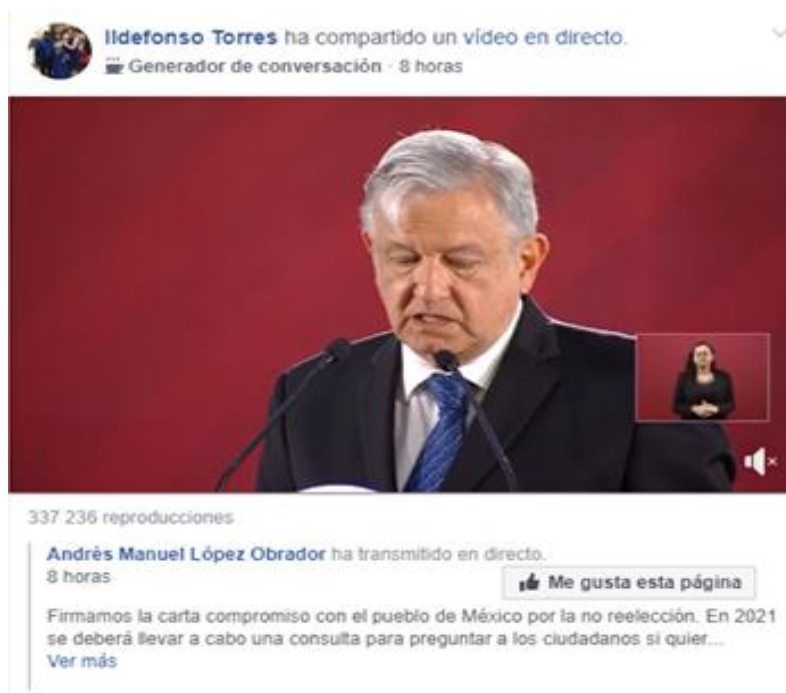 Ildefonso Torres ha compartido un vídeo en directo.
Generador de conversación · 8 horas
337 236 reproducciones
Andrés Manuel López Obrador ha transmitido en directo.
8 horas
Me gusta esta página
Firmamos la carta compromiso con el pueblo de México por la no reelección. En 2021
se deberá llevar a cabo una consulta para preguntar a los ciudadanos si quier...
Ver más